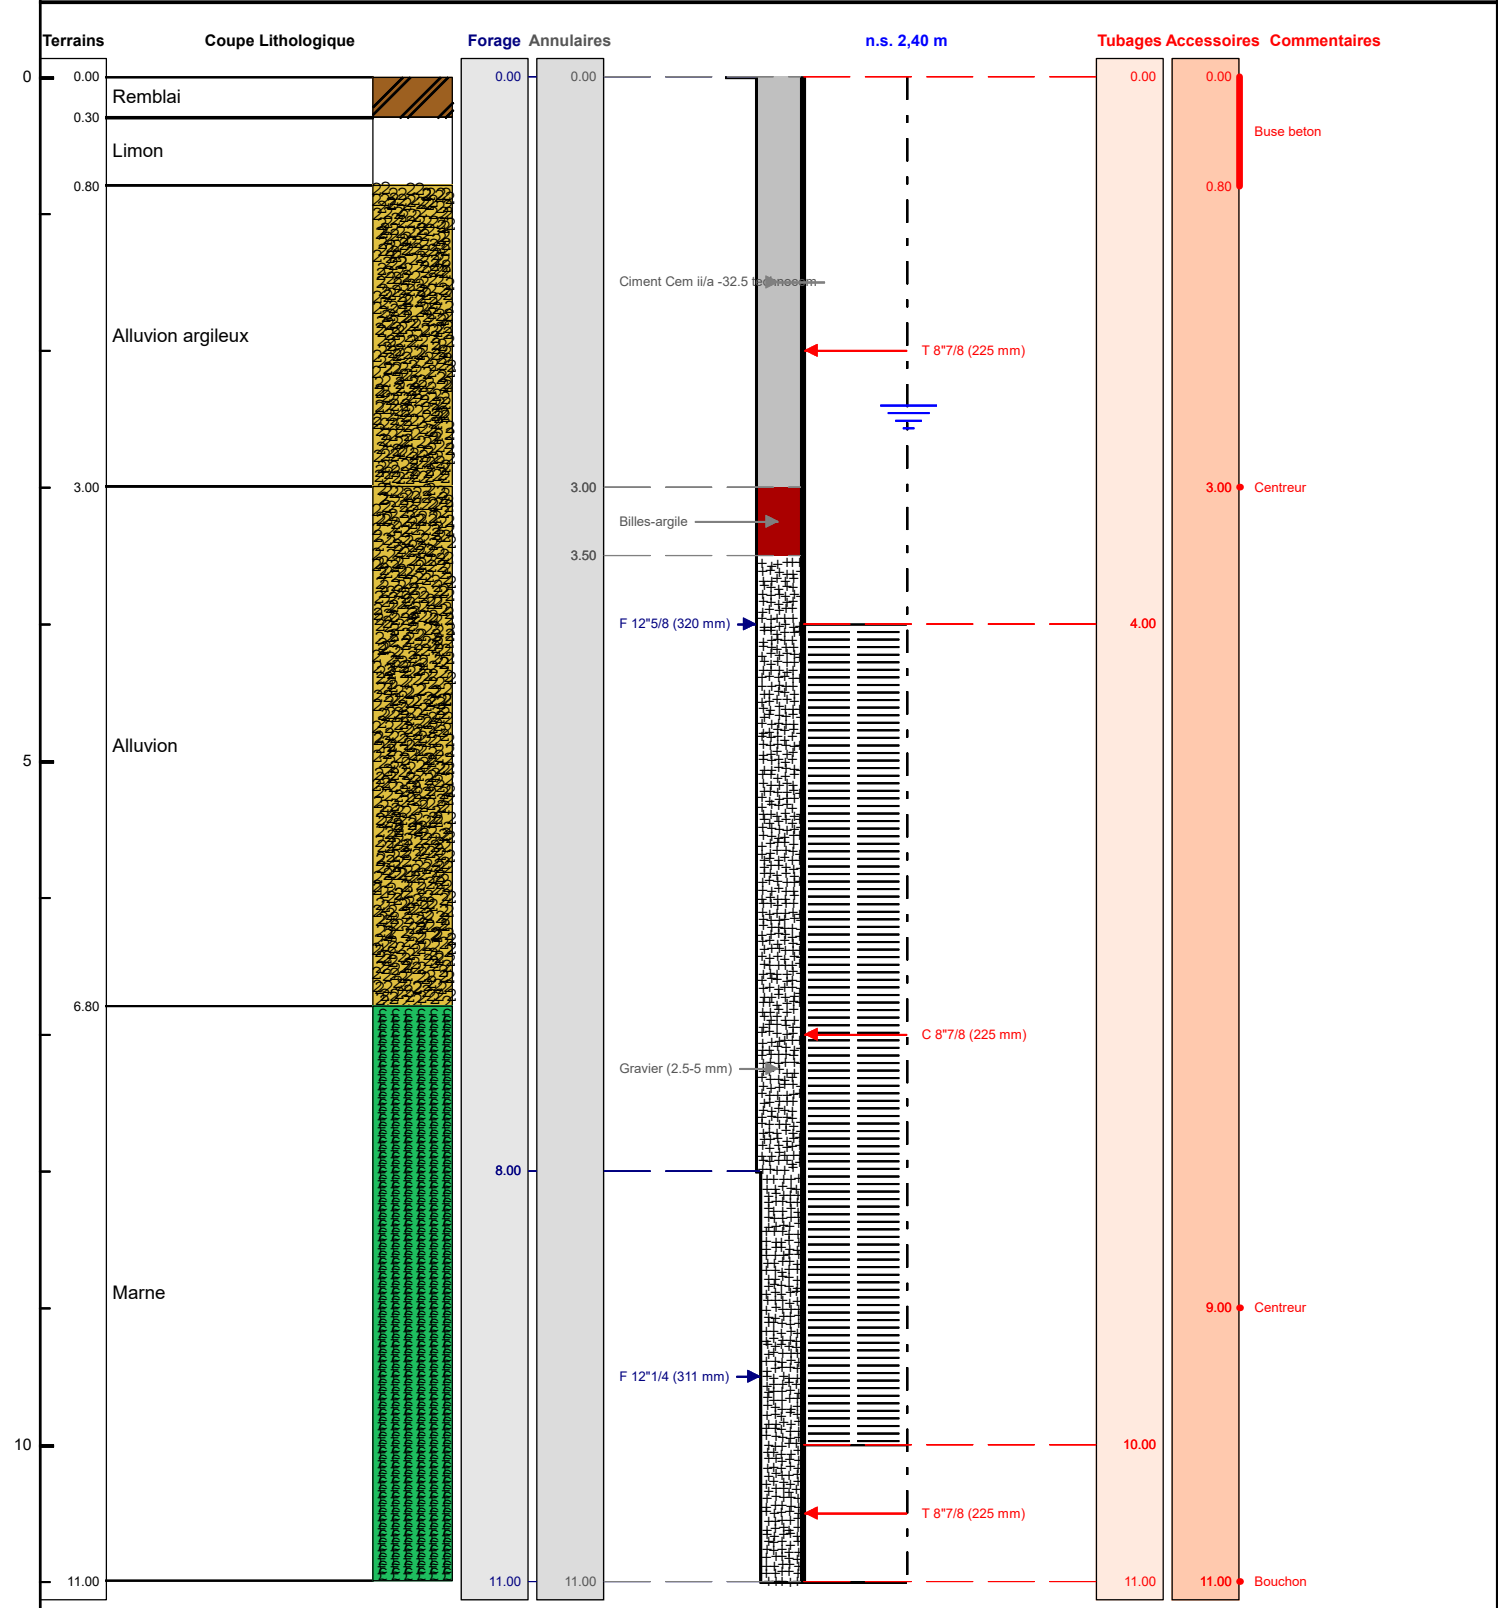 Terrains Coupe Lithologique Forage Annulaires n.s. 2,40 m Tubages Accessoires Commentaires
0 0.00 0.00 0.00 0.00 0.00
Remblai
0.30
Buse beton
Limon
0.80 0.80
Ciment Cem ii/a -32.5 technocem
Alluvion argileux
T 8"7/8 (225 mm)
3.00 3.00 3.00 Centreur
Billes-argile
3.50
F 12"5/8 (320 mm) 4.00
Alluvion
5
6.80
C 8"7/8 (225 mm)
Gravier (2.5-5 mm)
8.00
Marne
9.00 Centreur
F 12"1/4 (311 mm)
10 10.00
T 8"7/8 (225 mm)
11.00 11.00 11.00 11.00 11.00 Bouchon